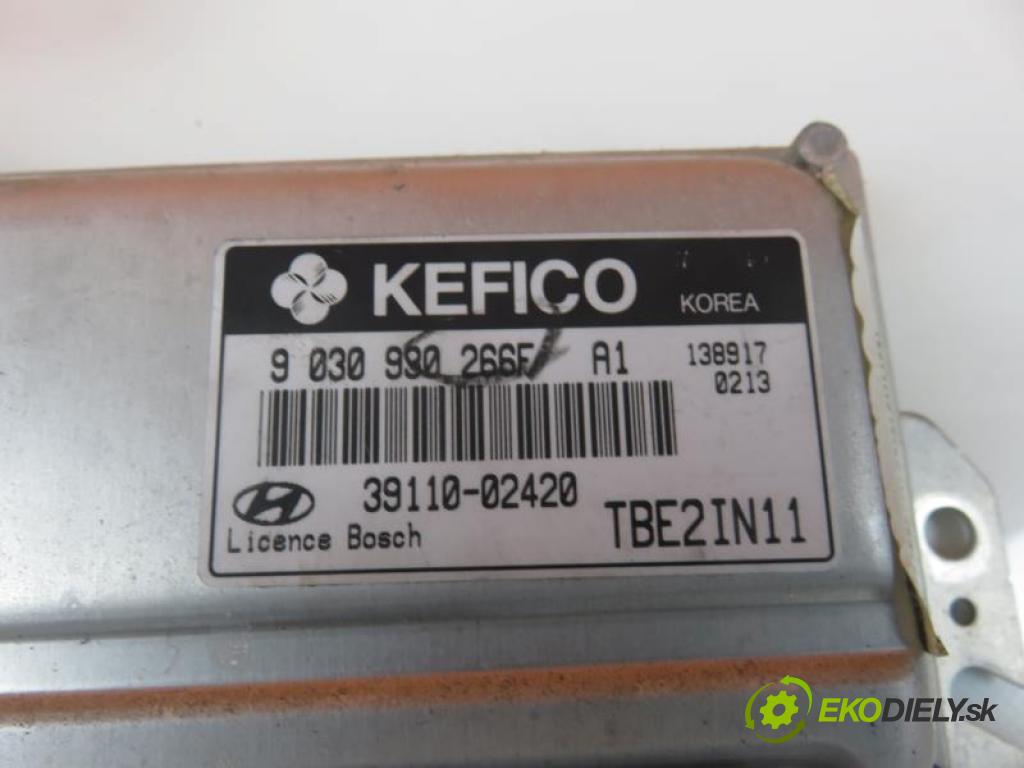 KEFICO
KOREA
9 030 930 266F A1
138917
0213
39110-02420
TBE2IN11
Licence Bosch
EKODIELY.sk